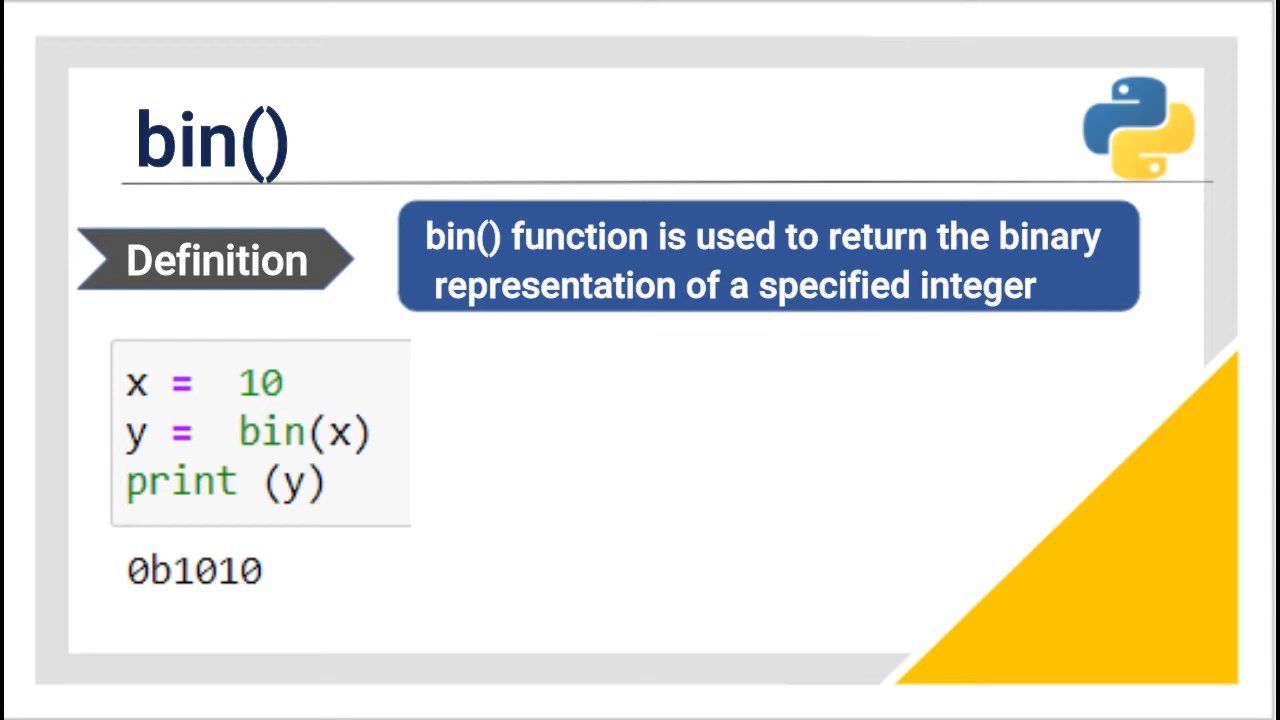 bin()
Definition
bin() function is used to return the binary
representation of a specified integer
x =  10
y =  bin(x)
print (y)
0b1010